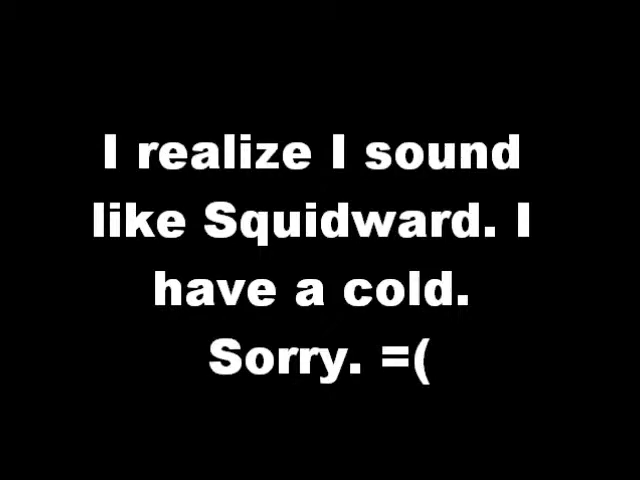 I realize I sound
like Squidward. I
have a cold.
Sorry. =(